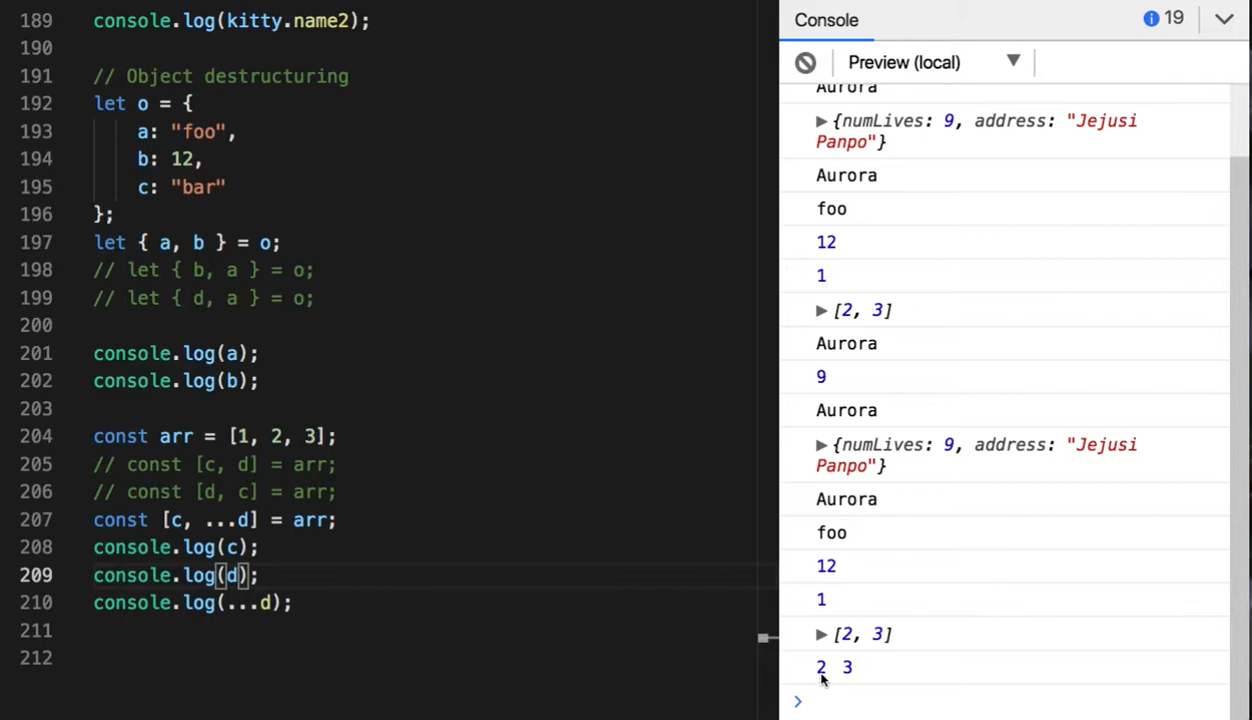 189 console.log(kitty.name2);
190
191 // Object destructuring
192 let o = {
193 a: "foo",
194 b: 12,
195 c: "bar"
196 };
197 let { a, b } = o;
198 // let { b, a } = o;
199 // let { d, a } = o;
200
201 console.log(a);
202 console.log(b);
203
204 const arr = [1, 2, 3];
205 // const [c, d] = arr;
206 // const [d, c] = arr;
207 const [c, ...d] = arr;
208 console.log(c);
209 console.log(d);
210 console.log(...d);
211
212
Console
19
Preview (local)
Aurora
{numLives: 9, address: "Jejusi
Panpo"}
Aurora
foo
12
1
[2, 3]
Aurora
9
Aurora
{numLives: 9, address: "Jejusi
Panpo"}
Aurora
foo
12
1
[2, 3]
2 3